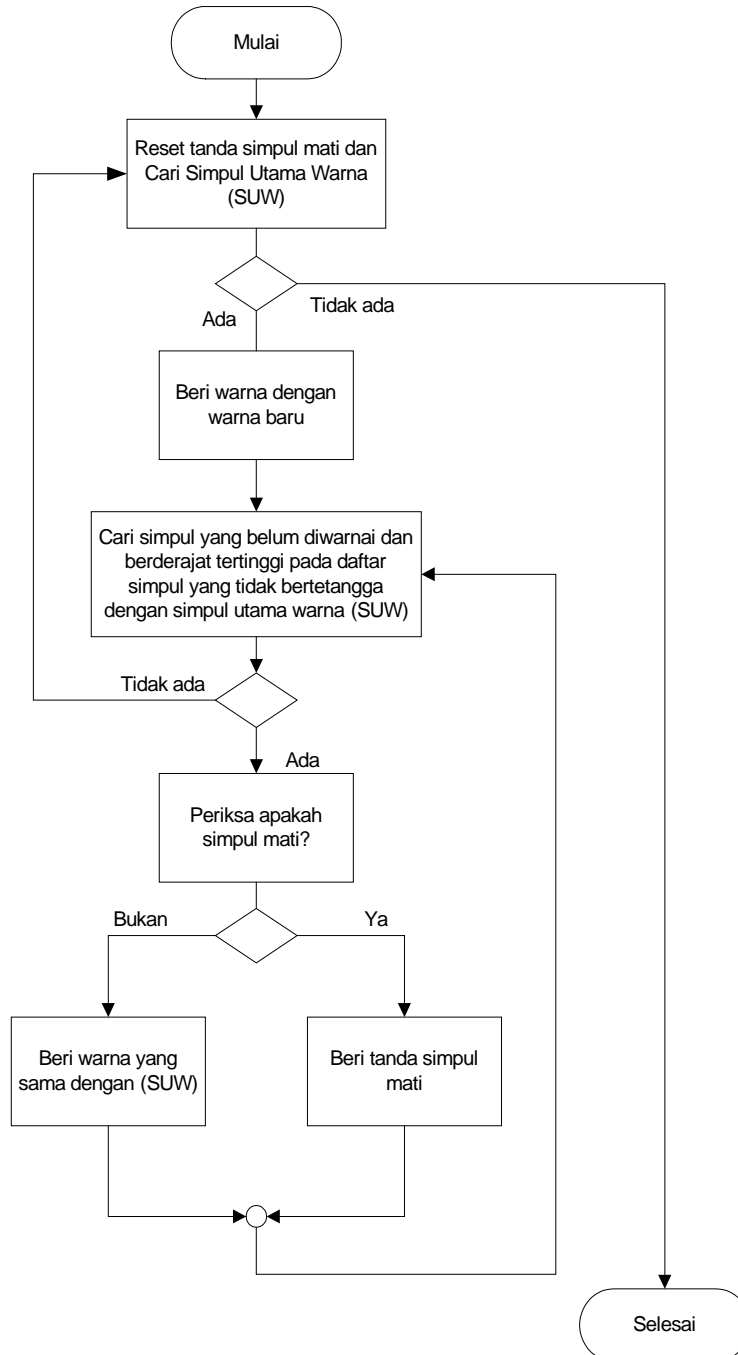 Mulai
Reset tanda simpul mati dan
Cari Simpul Utama Warna
(SUW)
Tidak ada
Ada
Beri warna dengan
warna baru
Cari simpul yang belum diwarnai dan
berderajat tertinggi pada daftar
simpul yang tidak bertetangga
dengan simpul utama warna (SUW)
Tidak ada
Ada
Periksa apakah
simpul mati?
Bukan
Ya
Beri warna yang
sama dengan (SUW)
Beri tanda simpul
mati
Selesai